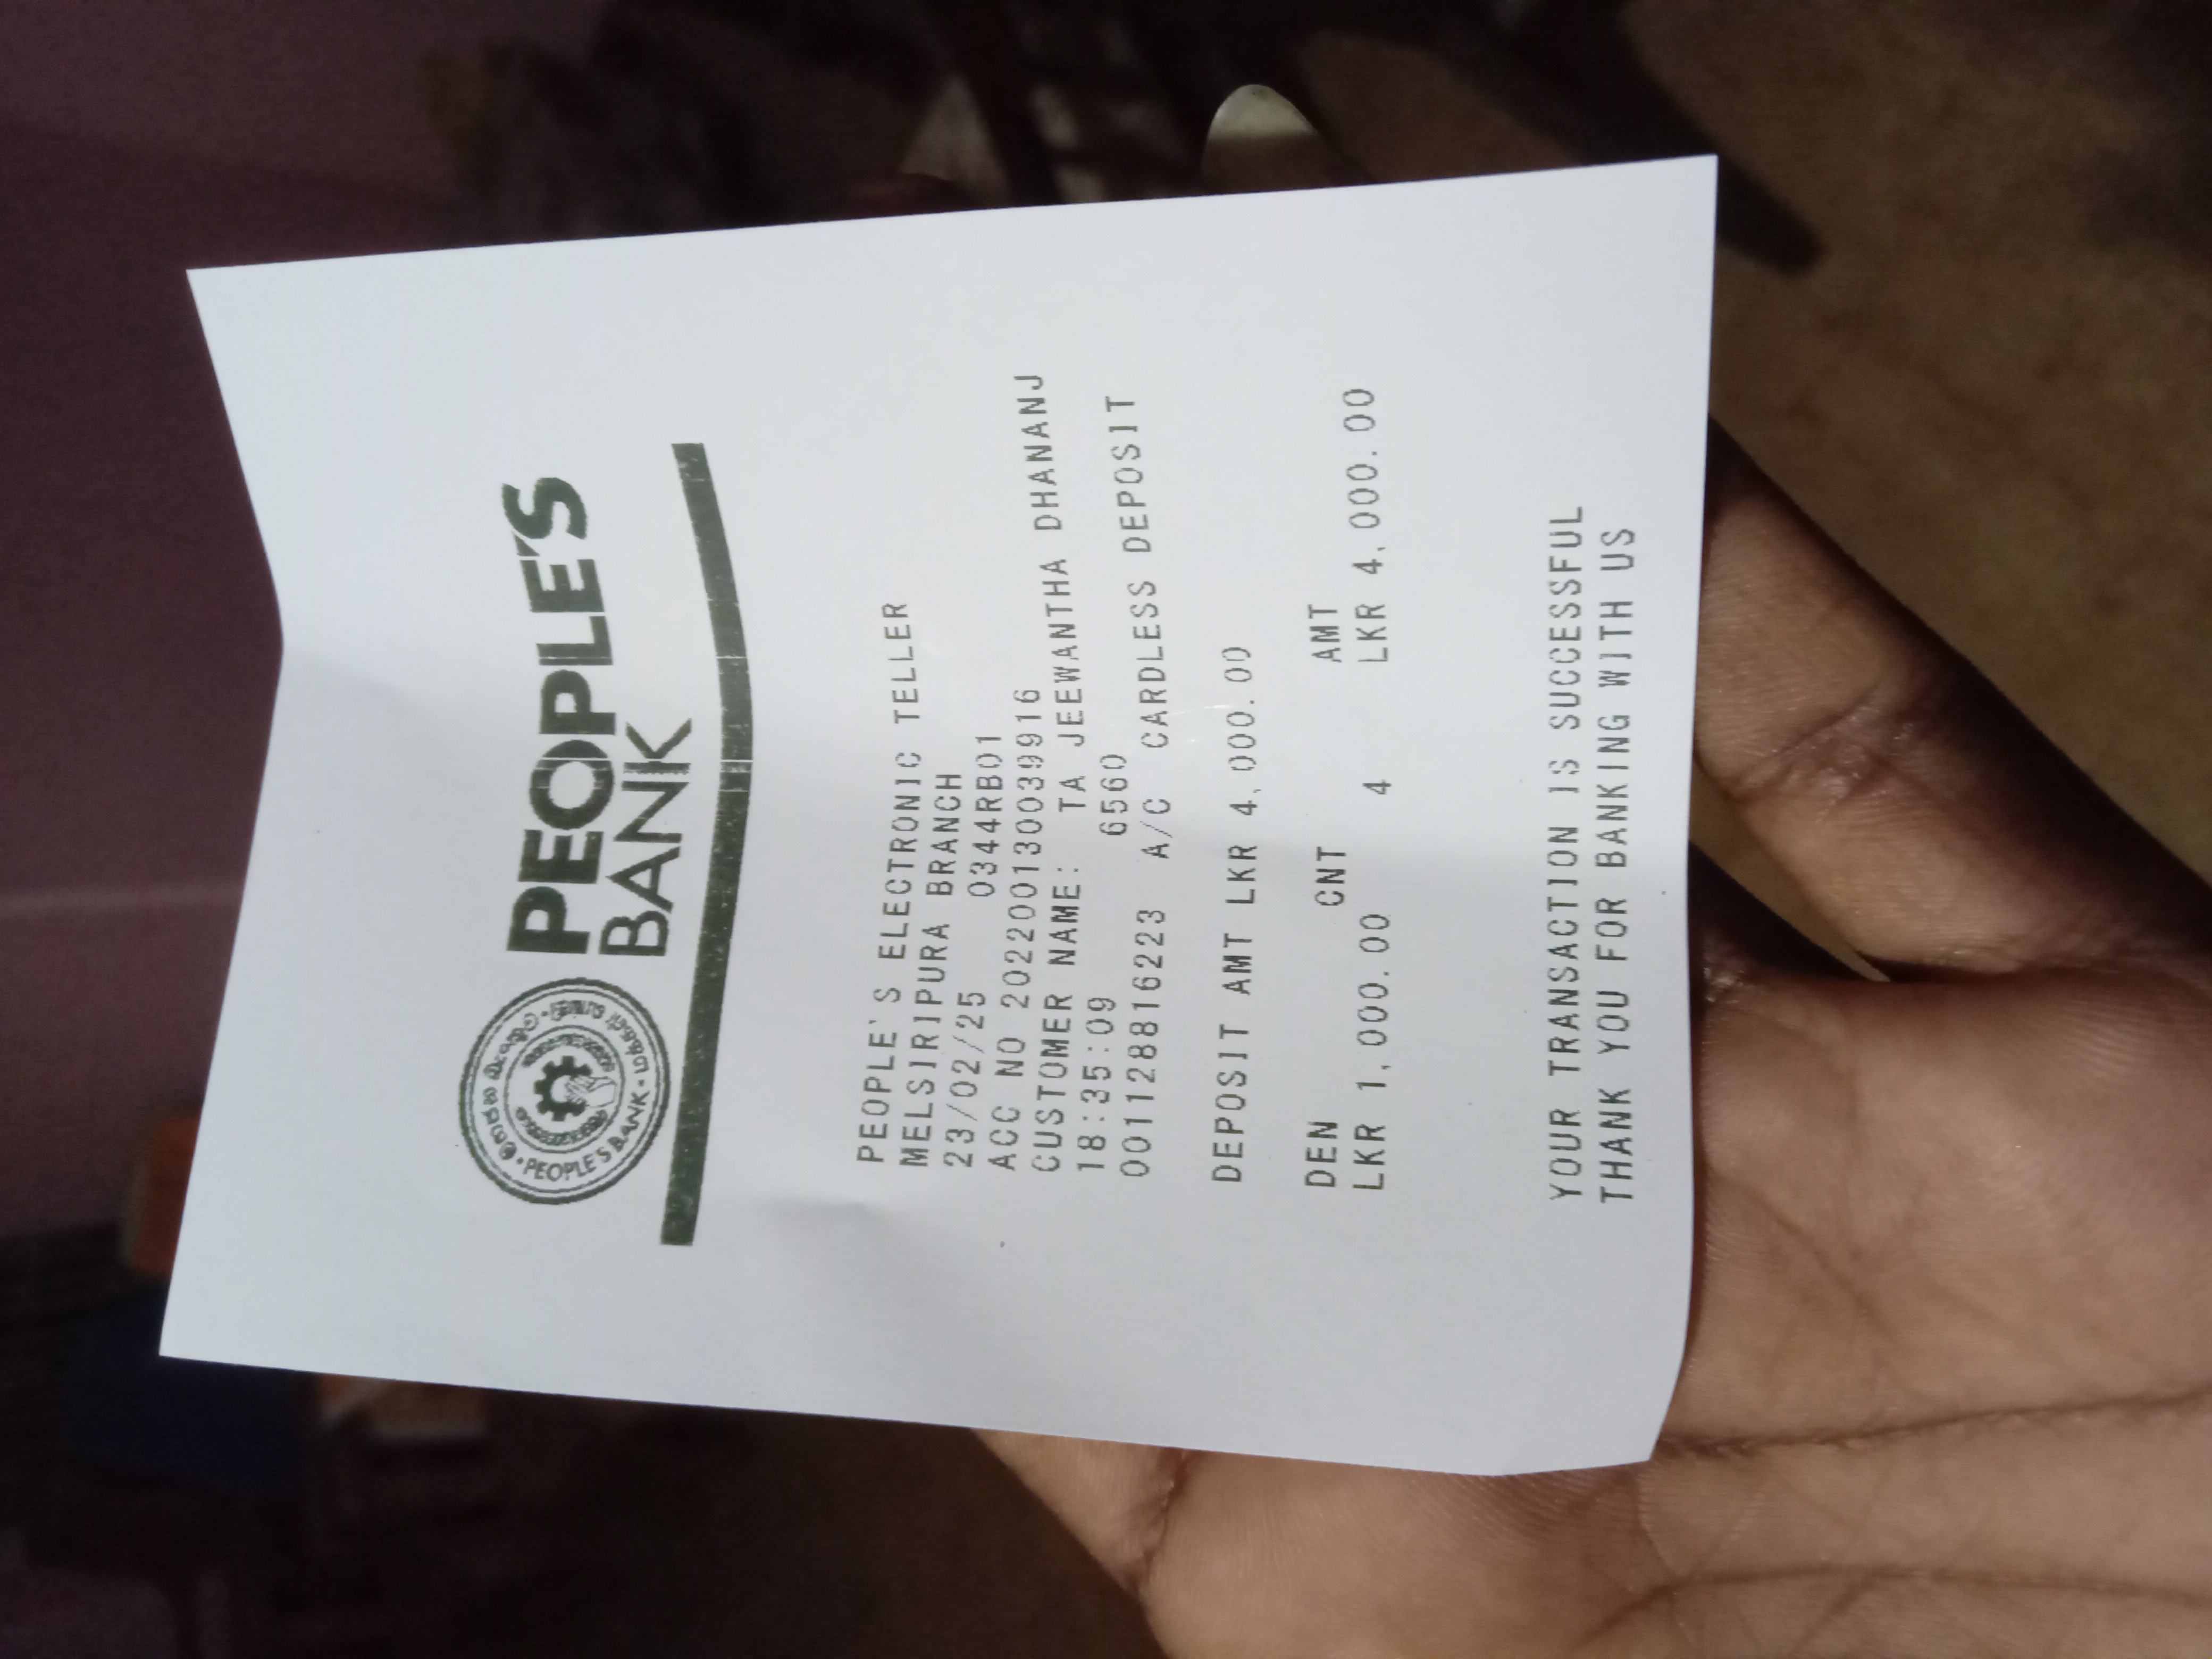 PEOPLE'S
BANK
PEOPLE'S BANK
PEOPLE'S ELECTRONIC TELLER
MELSIRIPURA BRANCH
23/02/25 0344RB01
ACC NO 202200130039916
CUSTOMER NAME: TA JEEWANTHA DHANANJ
18:35:09 6560
001128816223 A/C CARDLESS DEPOSIT
DEPOSIT AMT LKR 4,000.00
DEN CNT AMT
LKR 1,000.00 4 LKR 4,000.00
YOUR TRANSACTION IS SUCCESSFUL
THANK YOU FOR BANKING WITH US